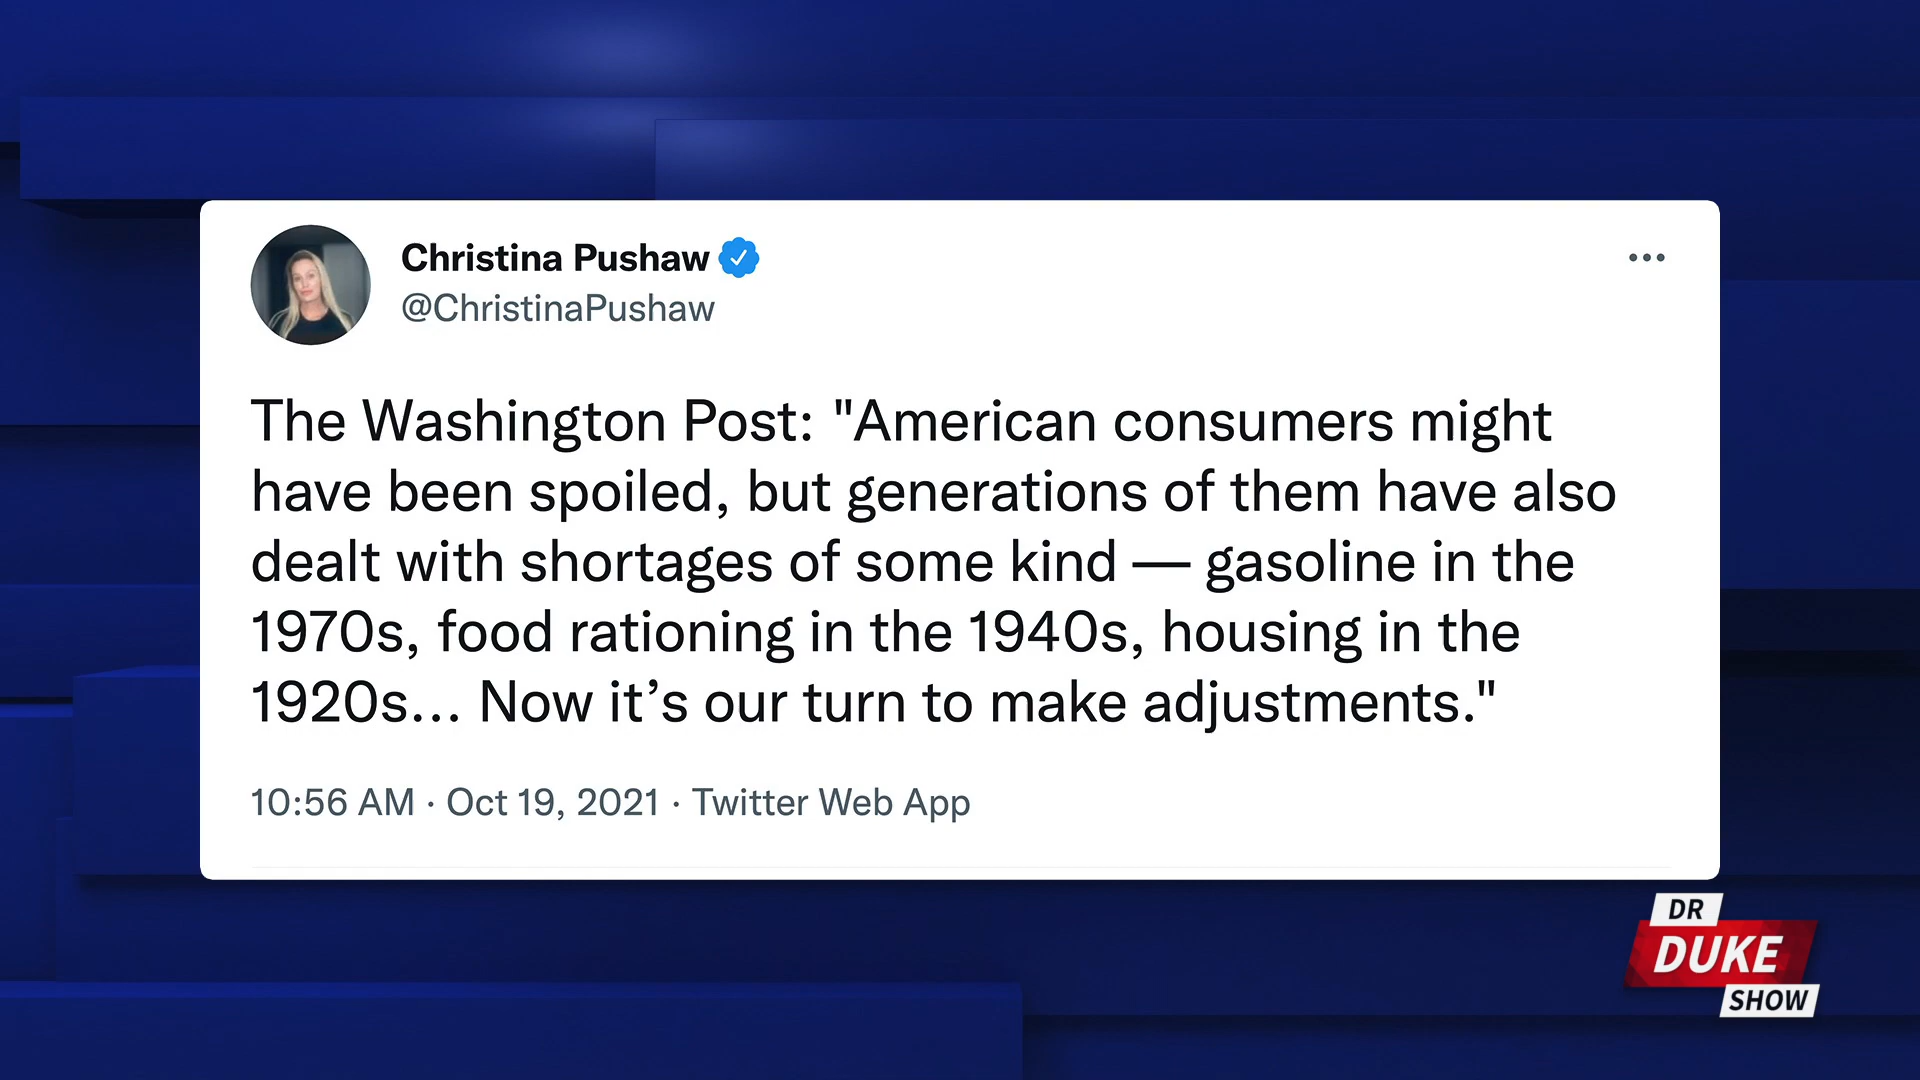 Christina Pushaw
@ChristinaPushaw
The Washington Post: "American consumers might
have been spoiled, but generations of them have also
dealt with shortages of some kind — gasoline in the
1970s, food rationing in the 1940s, housing in the
1920s... Now it’s our turn to make adjustments."
10:56 AM · Oct 19, 2021 · Twitter Web App
DR
DUKE
SHOW